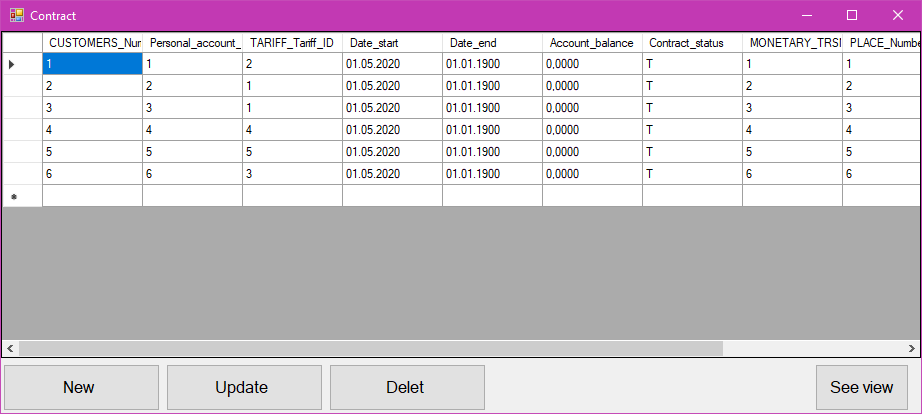 Contract
CUSTOMERS_Num Personal_account_ TARIFF_Tariff_ID Date_start Date_end Account_balance Contract_status MONETARY_TRSI PLACE_Numbe
1 1 2 01.05.2020 01.01.1900 0,0000 T 1 1
2 2 1 01.05.2020 01.01.1900 0,0000 T 2 2
3 3 1 01.05.2020 01.01.1900 0,0000 T 3 3
4 4 4 01.05.2020 01.01.1900 0,0000 T 4 4
5 5 5 01.05.2020 01.01.1900 0,0000 T 5 5
6 6 3 01.05.2020 01.01.1900 0,0000 T 6 6
New Update Delet See view